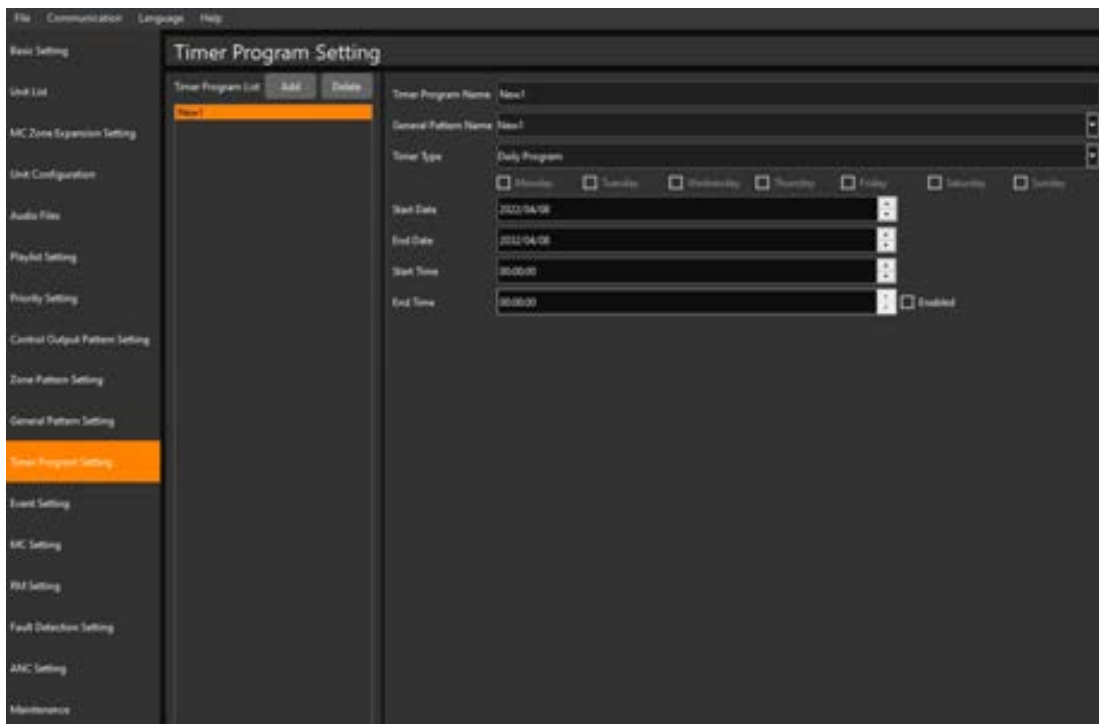 File Communication Language Help
Basic Setting
Unit List
MC Zone Expansion Setting
Unit Configuration
Audio Files
Playlist Setting
Priority Setting
Control Output Pattern Setting
Zone Pattern Setting
General Pattern Setting
Timer Program Setting
Event Setting
MC Setting
RM Setting
Fault Detection Setting
ANC Setting
Maintenance
Timer Program Setting
Timer Program List Add Delete
New1
Timer Program Name New1
General Pattern Name New1
Timer Type Daily Program
Monday Tuesday Wednesday Thursday Friday Saturday Sunday
Start Date 2022/04/08
End Date 2032/04/08
Start Time 00:00:00
End Time 00:00:00 Enabled